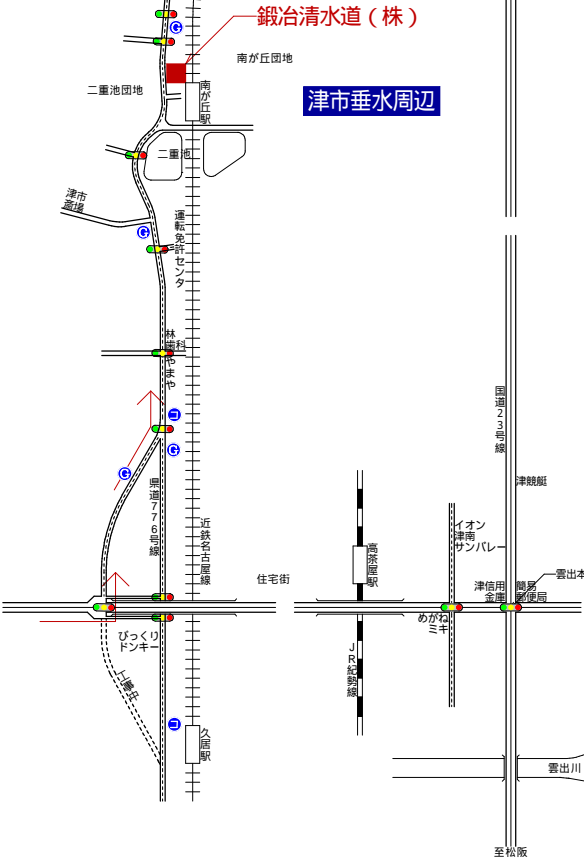 鍛冶清水道（株）
南が丘団地
二重池団地
津市垂水周辺
南が丘駅
二重池
津市
斎場
運転免許センタ
林歯科
やまや
国道23号線
県道776号線
津競艇
近鉄名古屋線
イオン
津南
サンバレー
高茶屋駅
住宅街
津信用
金庫
簡易
郵便局
雲出本
めがね
ミキ
びっくり
ドンキー
JR紀勢線
工事中
久居駅
雲出川
至松阪
G
G
コ
G
G
コ